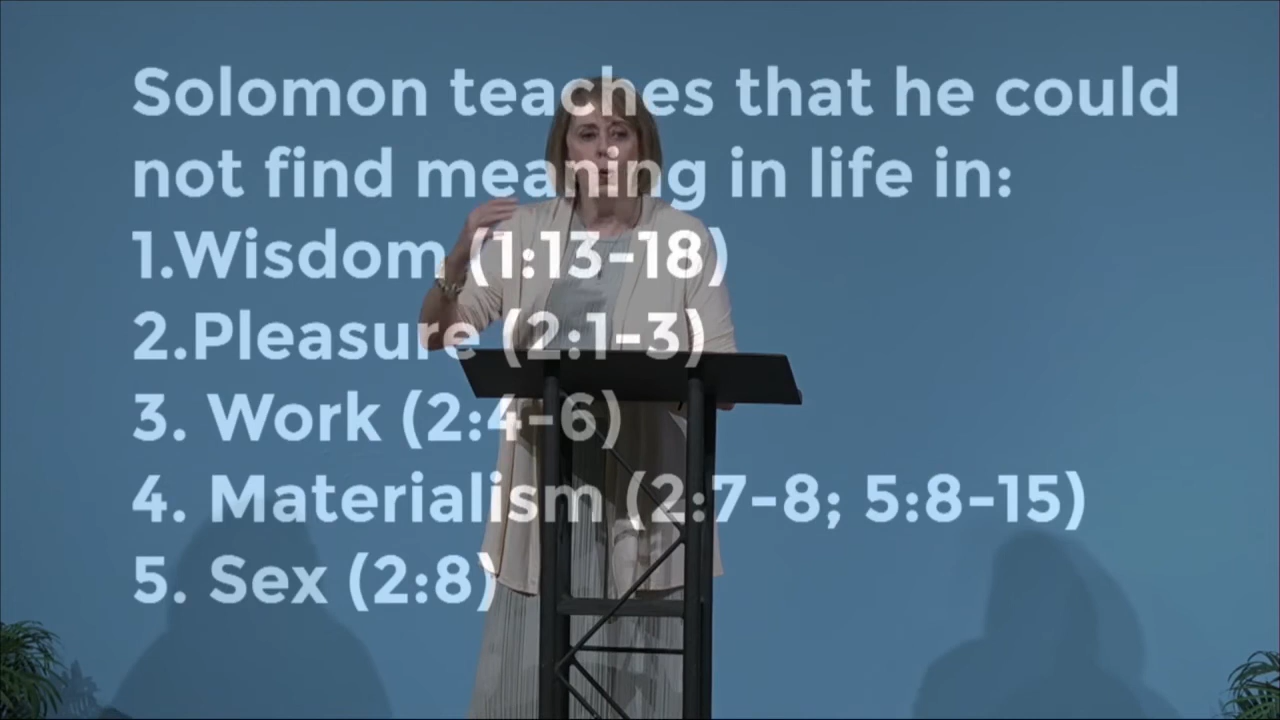 Solomon teaches that he could
not find meaning in life in:
1.Wisdom (1:13-18)
2.Pleasure (2:1-3)
3. Work (2:4-6)
4. Materialism (2:7-8; 5:8-15)
5. Sex (2:8)